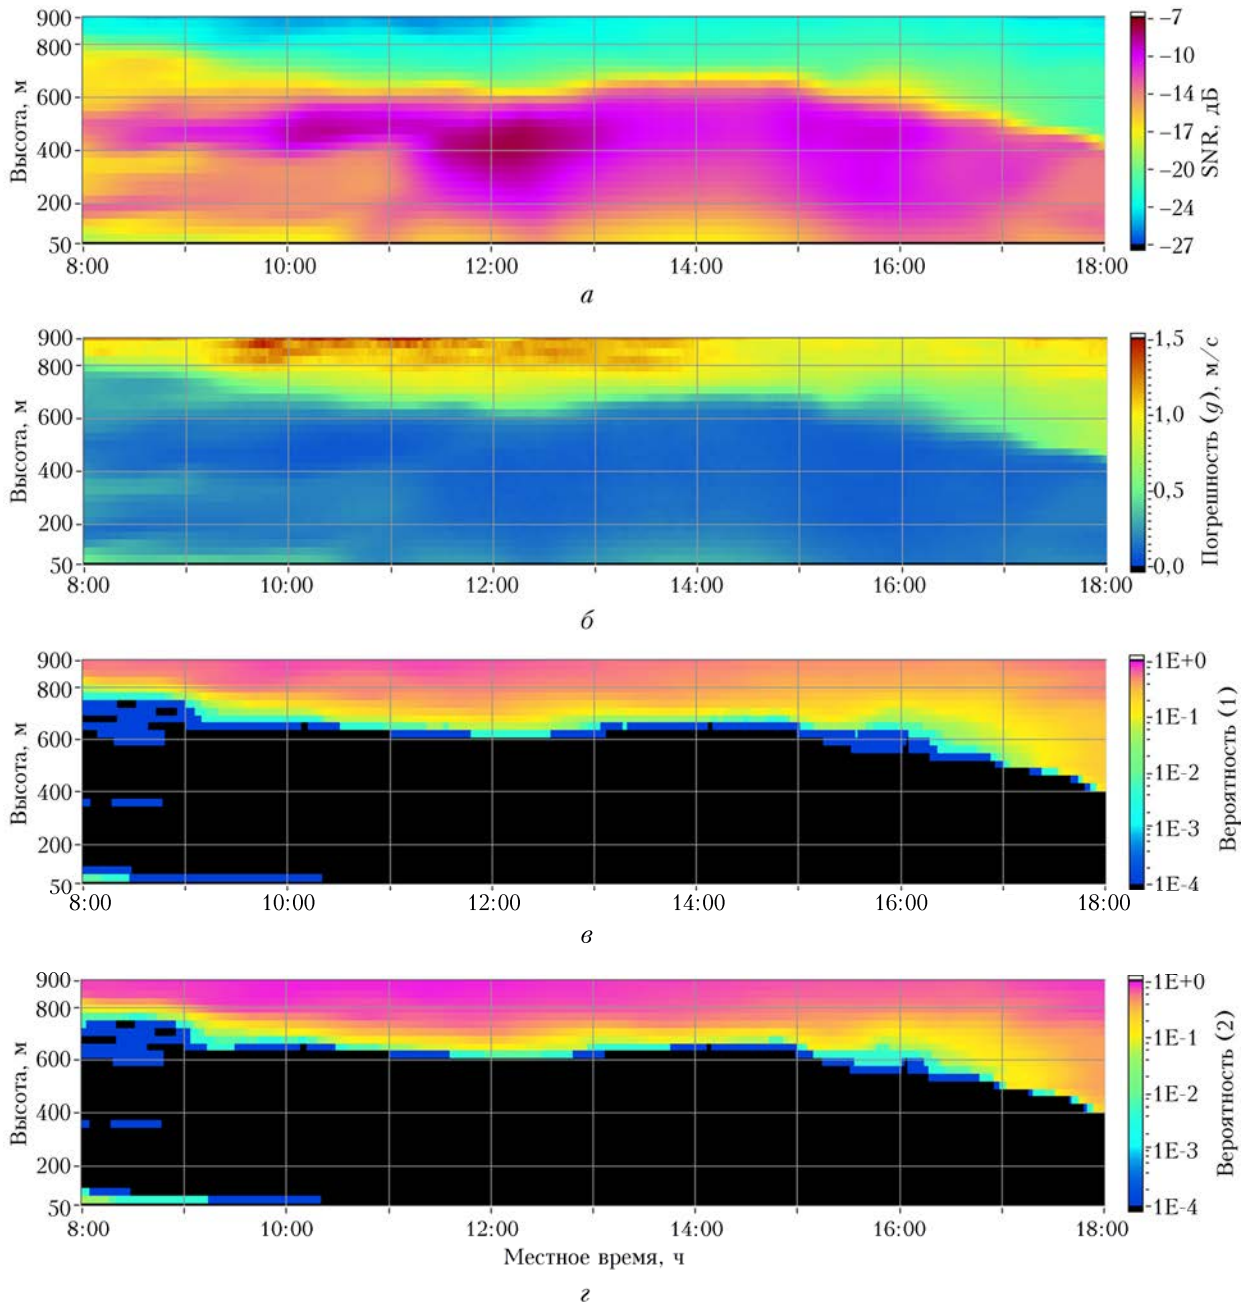 900
800
600
400
200
50
Высота, м
8:00 10:00 12:00 14:00 16:00 18:00
–7
–10
–14
–17
–20
–24
–27
SNR, дБ
а
900
800
600
400
200
50
Высота, м
8:00 10:00 12:00 14:00 16:00 18:00
1,5
1,0
0,5
0,0
Погрешность (g), м/с
б
900
800
600
400
200
50
Высота, м
8:00 10:00 12:00 14:00 16:00 18:00
1E+0
1E-1
1E-2
1E-3
1E-4
Вероятность (1)
в
900
800
600
400
200
50
Высота, м
8:00 10:00 12:00 14:00 16:00 18:00
Местное время, ч
1E+0
1E-1
1E-2
1E-3
1E-4
Вероятность (2)
г